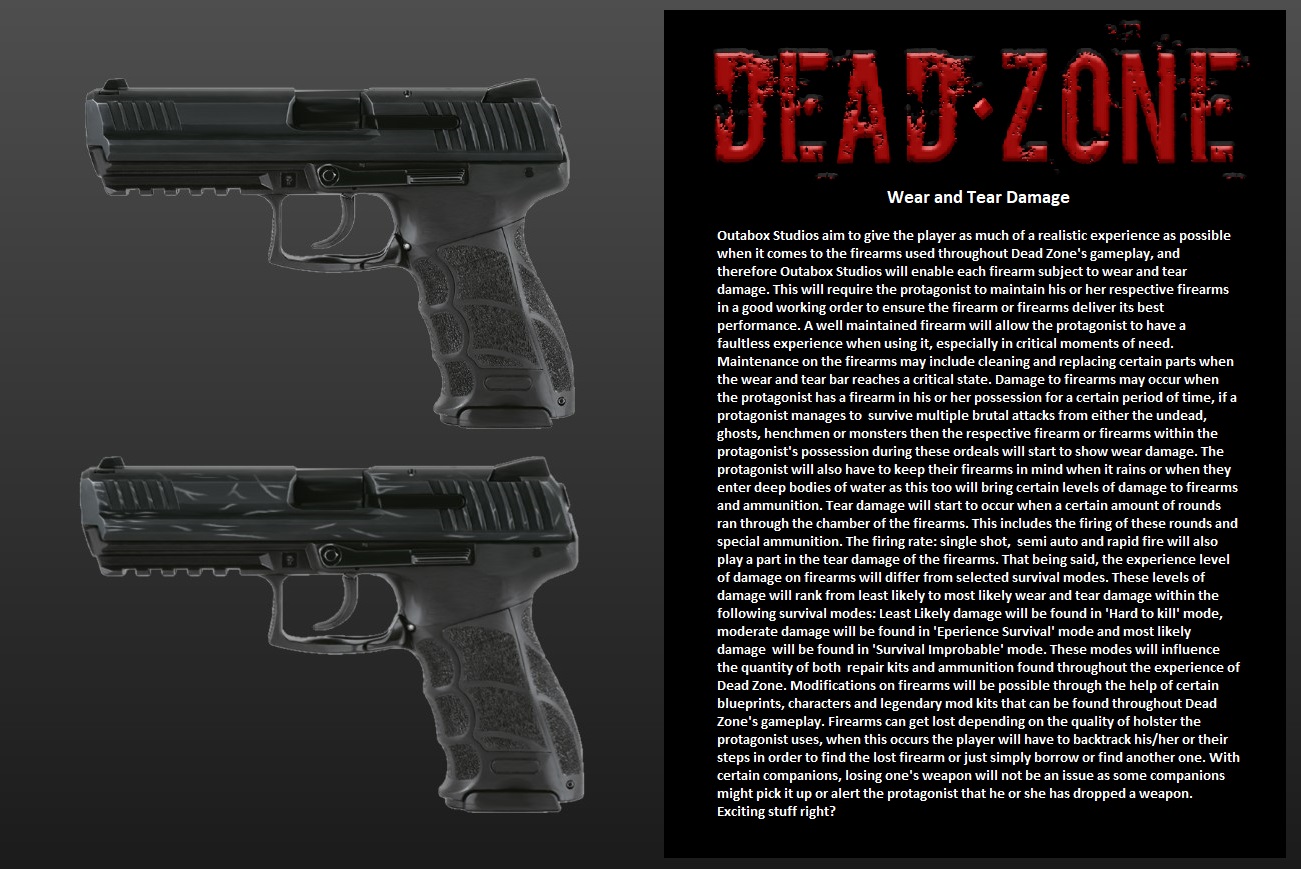 DEAD·ZONE
Wear and Tear Damage
Outabox Studios aim to give the player as much of a realistic experience as possible
when it comes to the firearms used throughout Dead Zone's gameplay, and
therefore Outabox Studios will enable each firearm subject to wear and tear
damage. This will require the protagonist to maintain his or her respective firearms
in a good working order to ensure the firearm or firearms deliver its best
performance. A well maintained firearm will allow the protagonist to have a
faultless experience when using it, especially in critical moments of need.
Maintenance on the firearms may include cleaning and replacing certain parts when
the wear and tear bar reaches a critical state. Damage to firearms may occur when
the protagonist has a firearm in his or her possession for a certain period of time, if a
protagonist manages to  survive multiple brutal attacks from either the undead,
ghosts, henchmen or monsters then the respective firearm or firearms within the
protagonist's possession during these ordeals will start to show wear damage. The
protagonist will also have to keep their firearms in mind when it rains or when they
enter deep bodies of water as this too will bring certain levels of damage to firearms
and ammunition. Tear damage will start to occur when a certain amount of rounds
ran through the chamber of the firearms. This includes the firing of these rounds and
special ammunition. The firing rate: single shot,  semi auto and rapid fire will also
play a part in the tear damage of the firearms. That being said, the experience level
of damage on firearms will differ from selected survival modes. These levels of
damage will rank from least likely to most likely wear and tear damage within the
following survival modes: Least Likely damage will be found in 'Hard to kill' mode,
moderate damage will be found in 'Eperience Survival' mode and most likely
damage  will be found in 'Survival Improbable' mode. These modes will influence
the quantity of both  repair kits and ammunition found throughout the experience of
Dead Zone. Modifications on firearms will be possible through the help of certain
blueprints, characters and legendary mod kits that can be found throughout Dead
Zone's gameplay. Firearms can get lost depending on the quality of holster the
protagonist uses, when this occurs the player will have to backtrack his/her or their
steps in order to find the lost firearm or just simply borrow or find another one. With
certain companions, losing one's weapon will not be an issue as some companions
might pick it up or alert the protagonist that he or she has dropped a weapon.
Exciting stuff right?